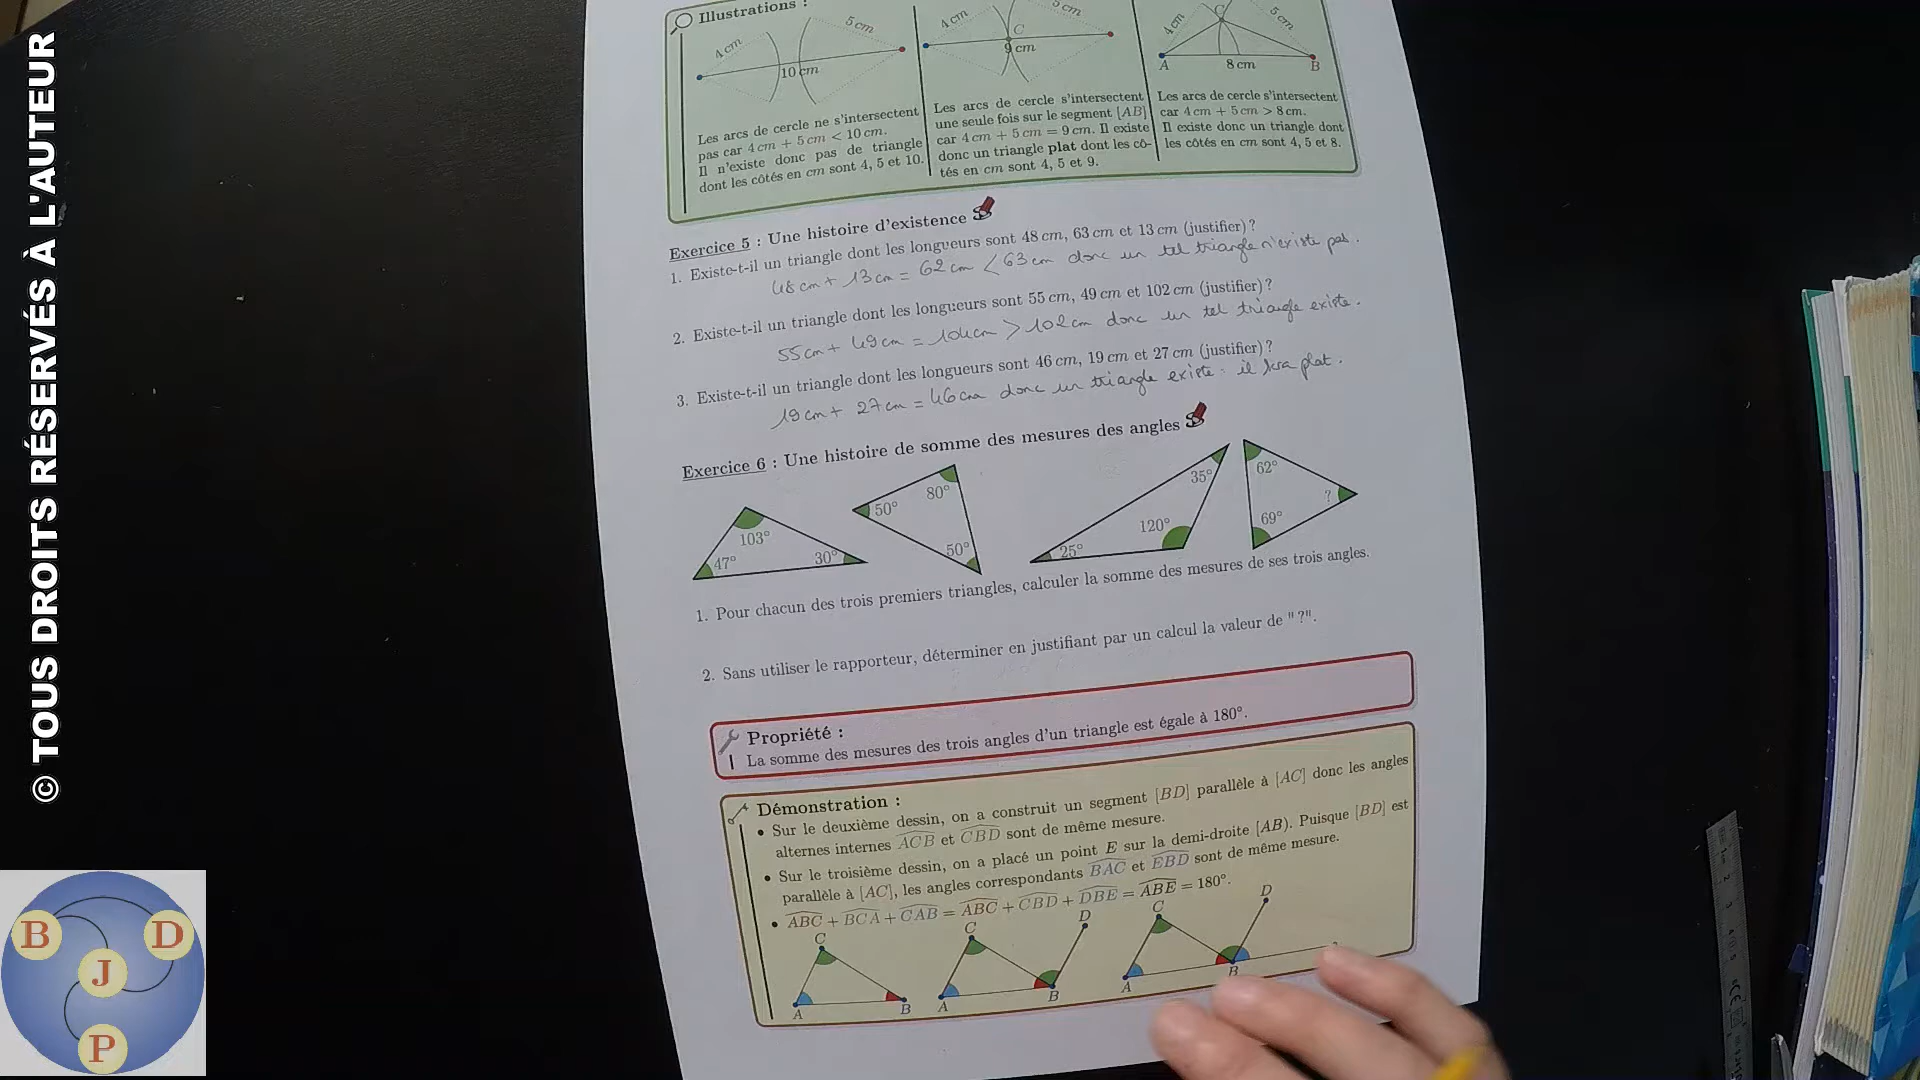 © TOUS DROITS RÉSERVÉS À L'AUTEUR
Illustrations :
4 cm
5 cm
10 cm
Les arcs de cercle ne s'intersectent
pas car 4 cm + 5 cm < 10 cm.
Il n'existe donc pas de triangle
dont les côtés en cm sont 4, 5 et 10.
4 cm
5 cm
C
9 cm
Les arcs de cercle s'intersectent
une seule fois sur le segment [AB]
car 4 cm + 5 cm = 9 cm. Il existe
donc un triangle plat dont les cô-
tés en cm sont 4, 5 et 9.
4 cm
C
5 cm
A
8 cm
B
Les arcs de cercle s'intersectent
car 4 cm + 5 cm > 8 cm.
Il existe donc un triangle dont
les côtés en cm sont 4, 5 et 8.
Exercice 5 : Une histoire d'existence
1. Existe-t-il un triangle dont les longueurs sont 48 cm, 63 cm et 13 cm (justifier) ?
48 cm + 13 cm = 62 cm < 63 cm donc un tel triangle n'existe pas.
2. Existe-t-il un triangle dont les longueurs sont 55 cm, 49 cm et 102 cm (justifier) ?
55 cm + 49 cm = 104 cm > 102 cm donc un tel triangle existe.
3. Existe-t-il un triangle dont les longueurs sont 46 cm, 19 cm et 27 cm (justifier) ?
19 cm + 27 cm = 46 cm donc un triangle existe : il sera plat.
Exercice 6 : Une histoire de somme des mesures des angles
103°
47°
30°
50°
80°
50°
35°
120°
25°
62°
?
69°
1. Pour chacun des trois premiers triangles, calculer la somme des mesures de ses trois angles.
2. Sans utiliser le rapporteur, déterminer en justifiant par un calcul la valeur de "?".
Propriété :
La somme des mesures des trois angles d'un triangle est égale à 180°.
Démonstration :
• Sur le deuxième dessin, on a construit un segment [BD] parallèle à [AC] donc les angles
alternes internes ACB et CBD sont de même mesure.
• Sur le troisième dessin, on a placé un point E sur la demi-droite [AB). Puisque [BD] est
parallèle à [AC], les angles correspondants BAC et EBD sont de même mesure.
• ABC + BCA + CAB = ABC + CBD + DBE = ABE = 180°.
C
A
B
C
D
A
B
C
D
A
B
B
D
J
P